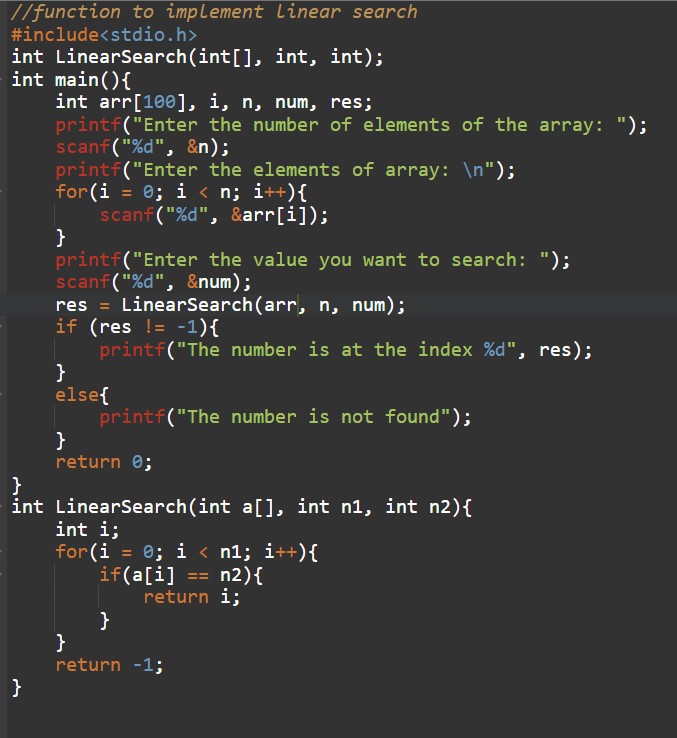 //function to implement linear search
#include<stdio.h>
int LinearSearch(int[], int, int);
int main(){
    int arr[100], i, n, num, res;
    printf("Enter the number of elements of the array: ");
    scanf("%d", &n);
    printf("Enter the elements of array: \n");
    for(i = 0; i < n; i++){
        scanf("%d", &arr[i]);
    }
    printf("Enter the value you want to search: ");
    scanf("%d", &num);
    res = LinearSearch(arr, n, num);
    if (res != -1){
        printf("The number is at the index %d", res);
    }
    else{
        printf("The number is not found");
    }
    return 0;
}
int LinearSearch(int a[], int n1, int n2){
    int i;
    for(i = 0; i < n1; i++){
        if(a[i] == n2){
            return i;
        }
    }
    return -1;
}